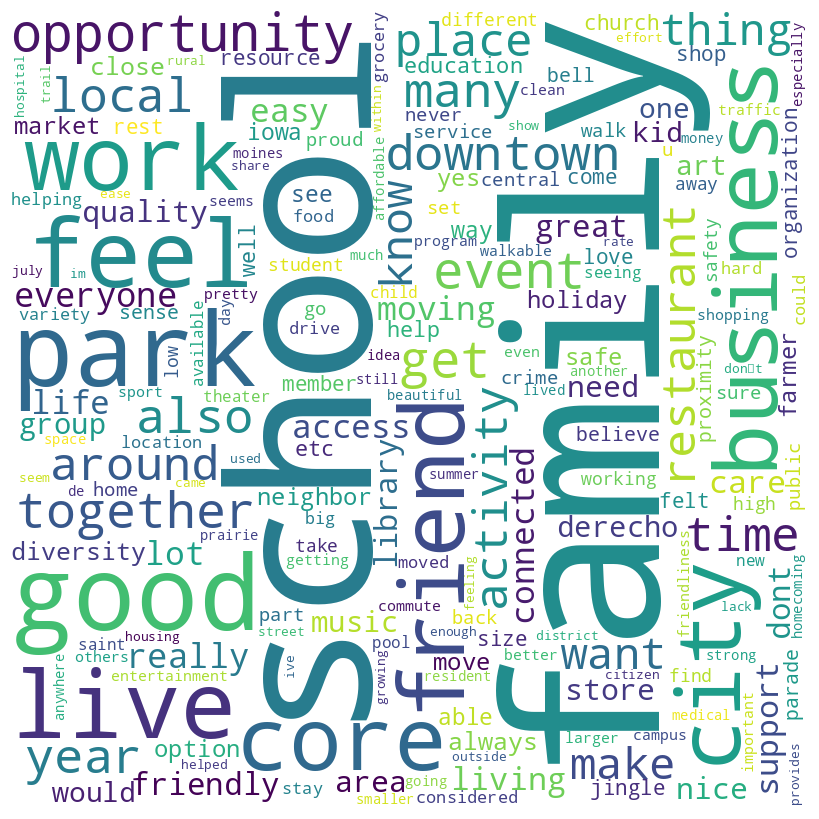 opportunity
place
different
church
thing
effort
rural
close
resource
grocery
education
shop
especially
hospital
trail
local
easy
many
bell
clean
within
market
rest
iowa
proud
never
service
one
kid
traffic
work
moines
share
downtown
walk
show
money
helping
seems
see
food
yes
central
come
u
art
away
quality
affordable
know
set
way
great
organization
feel
well
student
much
program
walkable
rate
love
safety
hard
july
im
ease
school
family
business
everyone
pretty
child
event
seeing
could
variety
sense
available
day
go
drive
moving
holiday
restaurant
shopping
park
low
idea
help
even
safe
proximity
don□t
life
sport
theater
member
still
get
another
crime
lived
need
sure
farmer
group
also
beautiful
space
location
access
etc
friend
activity
believe
care
public
around
used
library
connected
working
high
seem
de
home
came
neighbor
summer
felt
together
prairie
big
derecho
time
diversity
lot
take
getting
moved
feeling
new
good
housing
part
music
commute
back
dont
homecoming
friendliness
lack
street
saint
really
others
pool
enough
size
district
want
city
strong
anywhere
entertainment
ive
growing
resident
move
better
citizen
store
find
support
parade
live
core
able
medical
important
year
option
always
outside
larger
campus
helped
make
would
friendly
stay
area
going
living
smaller
considered
jingle
nice
provides